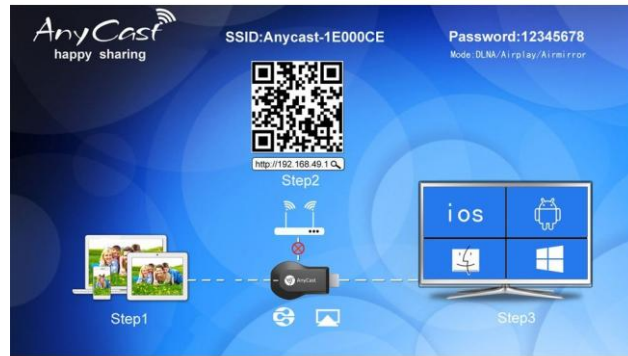 AnyCast
happy sharing
SSID:Anycast-1E000CE
Password:12345678
Mode:DLNA/Airplay/Airmirror
http://192.168.49.1
Step2
ios
AnyCast
Step1
Step3